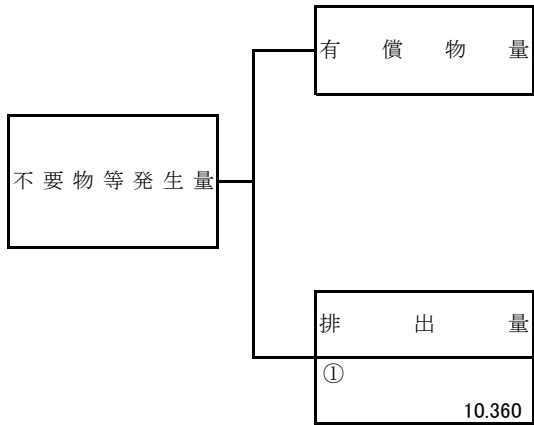 有償物量
不要物等発生量
排出量
①
10.360